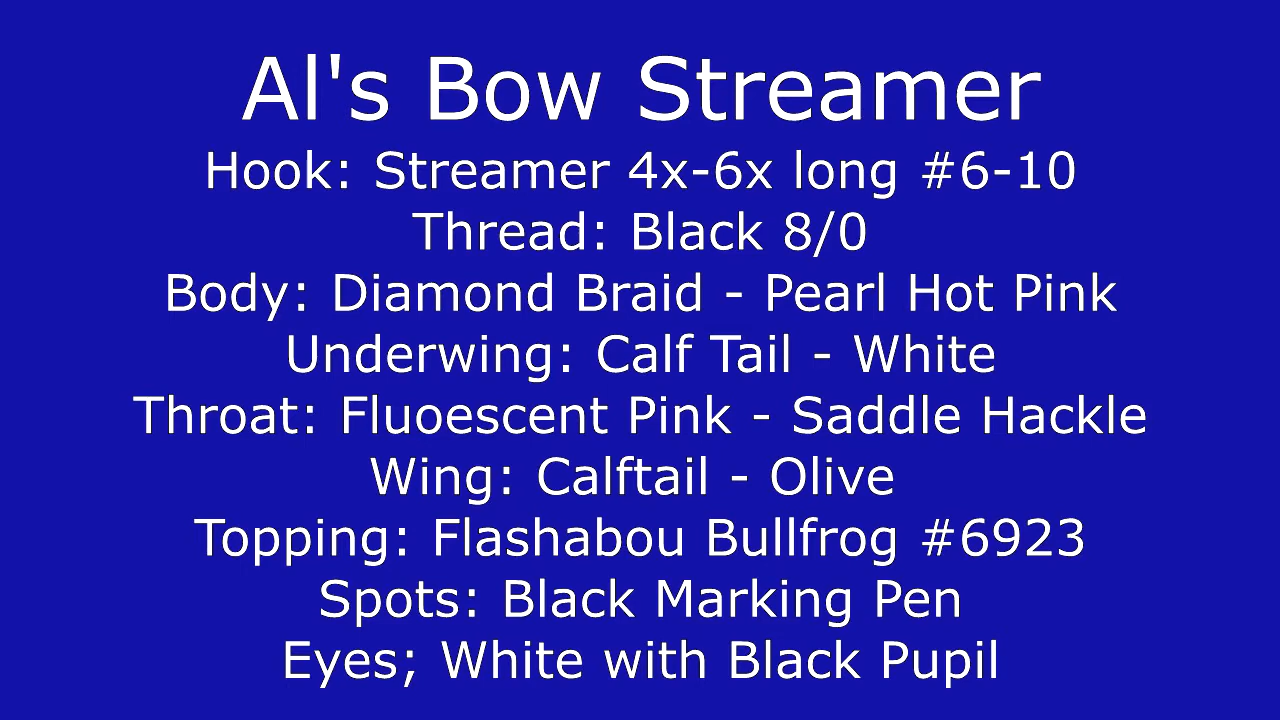 Al's Bow Streamer
Hook: Streamer 4x-6x long #6-10
Thread: Black 8/0
Body: Diamond Braid - Pearl Hot Pink
Underwing: Calf Tail - White
Throat: Fluoescent Pink - Saddle Hackle
Wing: Calftail - Olive
Topping: Flashabou Bullfrog #6923
Spots: Black Marking Pen
Eyes; White with Black Pupil